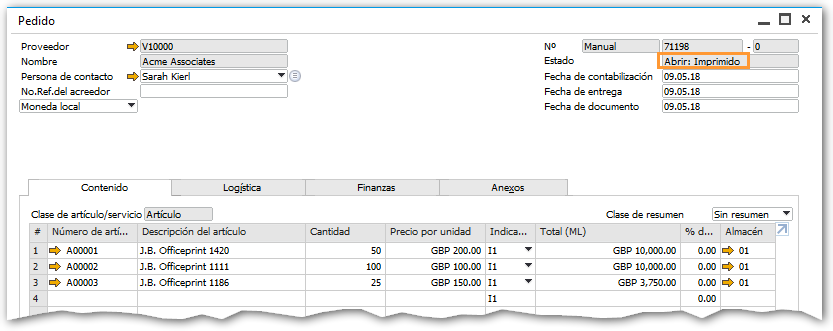 Pedido
Proveedor V10000 Nº Manual 71198 - 0
Nombre Acme Associates Estado Abrir: Imprimido
Persona de contacto Sarah Kierl Fecha de contabilización 09.05.18
No.Ref.del acreedor Fecha de entrega 09.05.18
Moneda local Fecha de documento 09.05.18
Contenido Logística Finanzas Anexos
Clase de artículo/servicio Artículo Clase de resumen Sin resumen
# Número de artí... Descripción del artículo Cantidad Precio por unidad Indica... Total (ML) % d... Almacén
1 A00001 J.B. Officeprint 1420 50 GBP 200.00 I1 GBP 10,000.00 0.00 01
2 A00002 J.B. Officeprint 1111 100 GBP 100.00 I1 GBP 10,000.00 0.00 01
3 A00003 J.B. Officeprint 1186 25 GBP 150.00 I1 GBP 3,750.00 0.00 01
4 I1 0.00